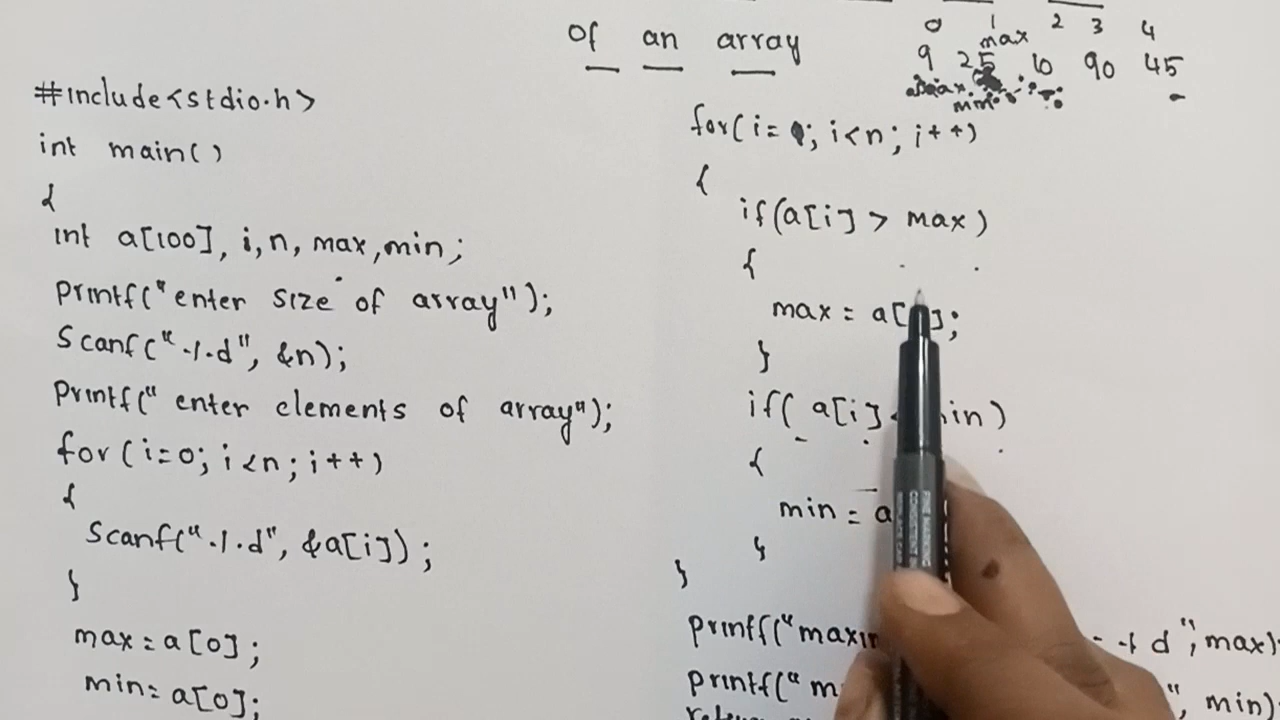 of an array
0 1 2 3 4
max
9 25 10 90 45
#include<stdio.h>
int main()
{
int a[100], i, n, max, min;
printf("enter size of array");
Scanf("%d", &n);
printf("enter elements of array");
for(i=0; i<n; i++)
{
Scanf("%d", &a[i]);
}
max=a[0];
min=a[0];
for(i= ; i<n; i++)
{
if(a[i] > max)
{
max = a[ ];
}
if( a[i] min)
{
min = a
}
}
printf(" d", max);
printf(" ", min);